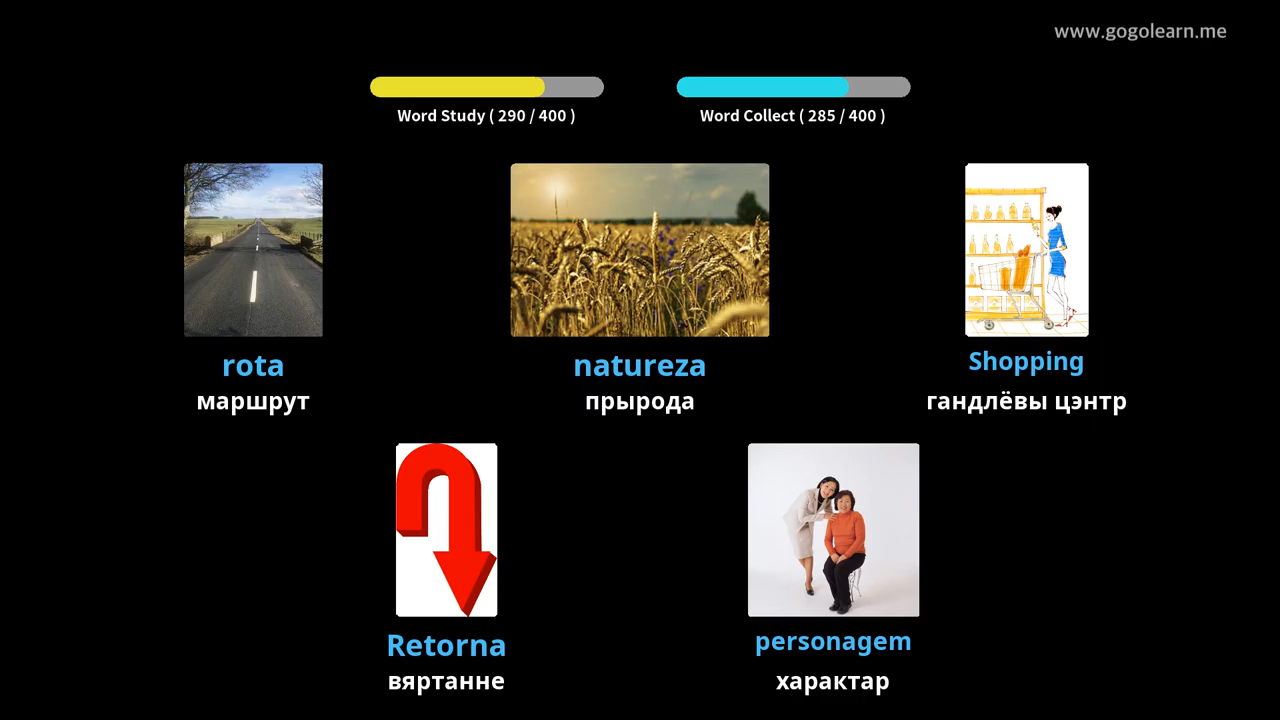 www.gogolearn.me
Word Study ( 290 / 400 )
Word Collect ( 285 / 400 )
rota
маршрут
natureza
прырода
Shopping
гандлёвы цэнтр
Retorna
вяртанне
personagem
характар